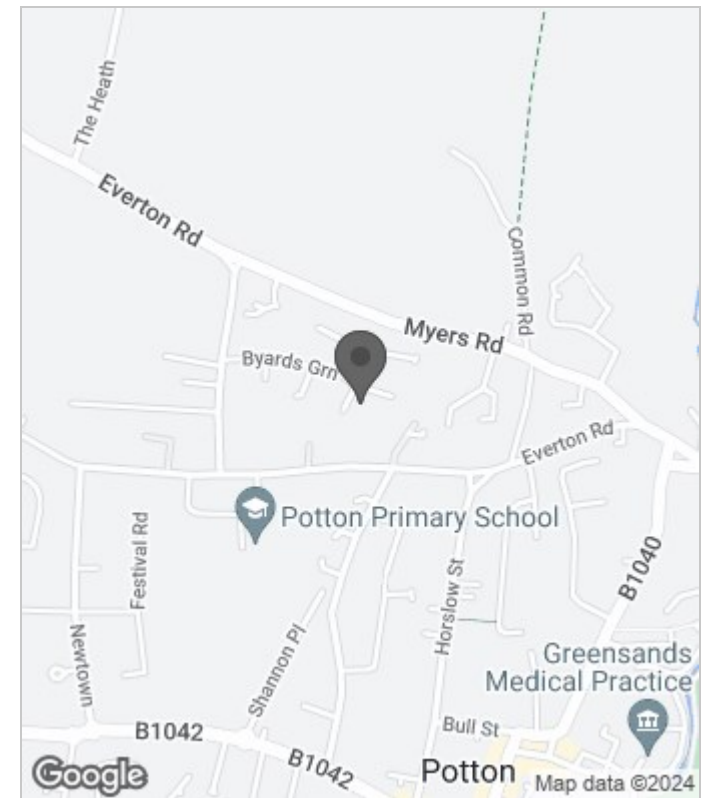 The Heath
Everton Rd
Common Rd
Myers Rd
Byards Grn
Everton Rd
Potton Primary School
Festival Rd
B1040
Horslow St
Newtown
Shannon Pl
Greensands
Medical Practice
B1042
Bull St
B1042
Potton
Google
Map data ©2024